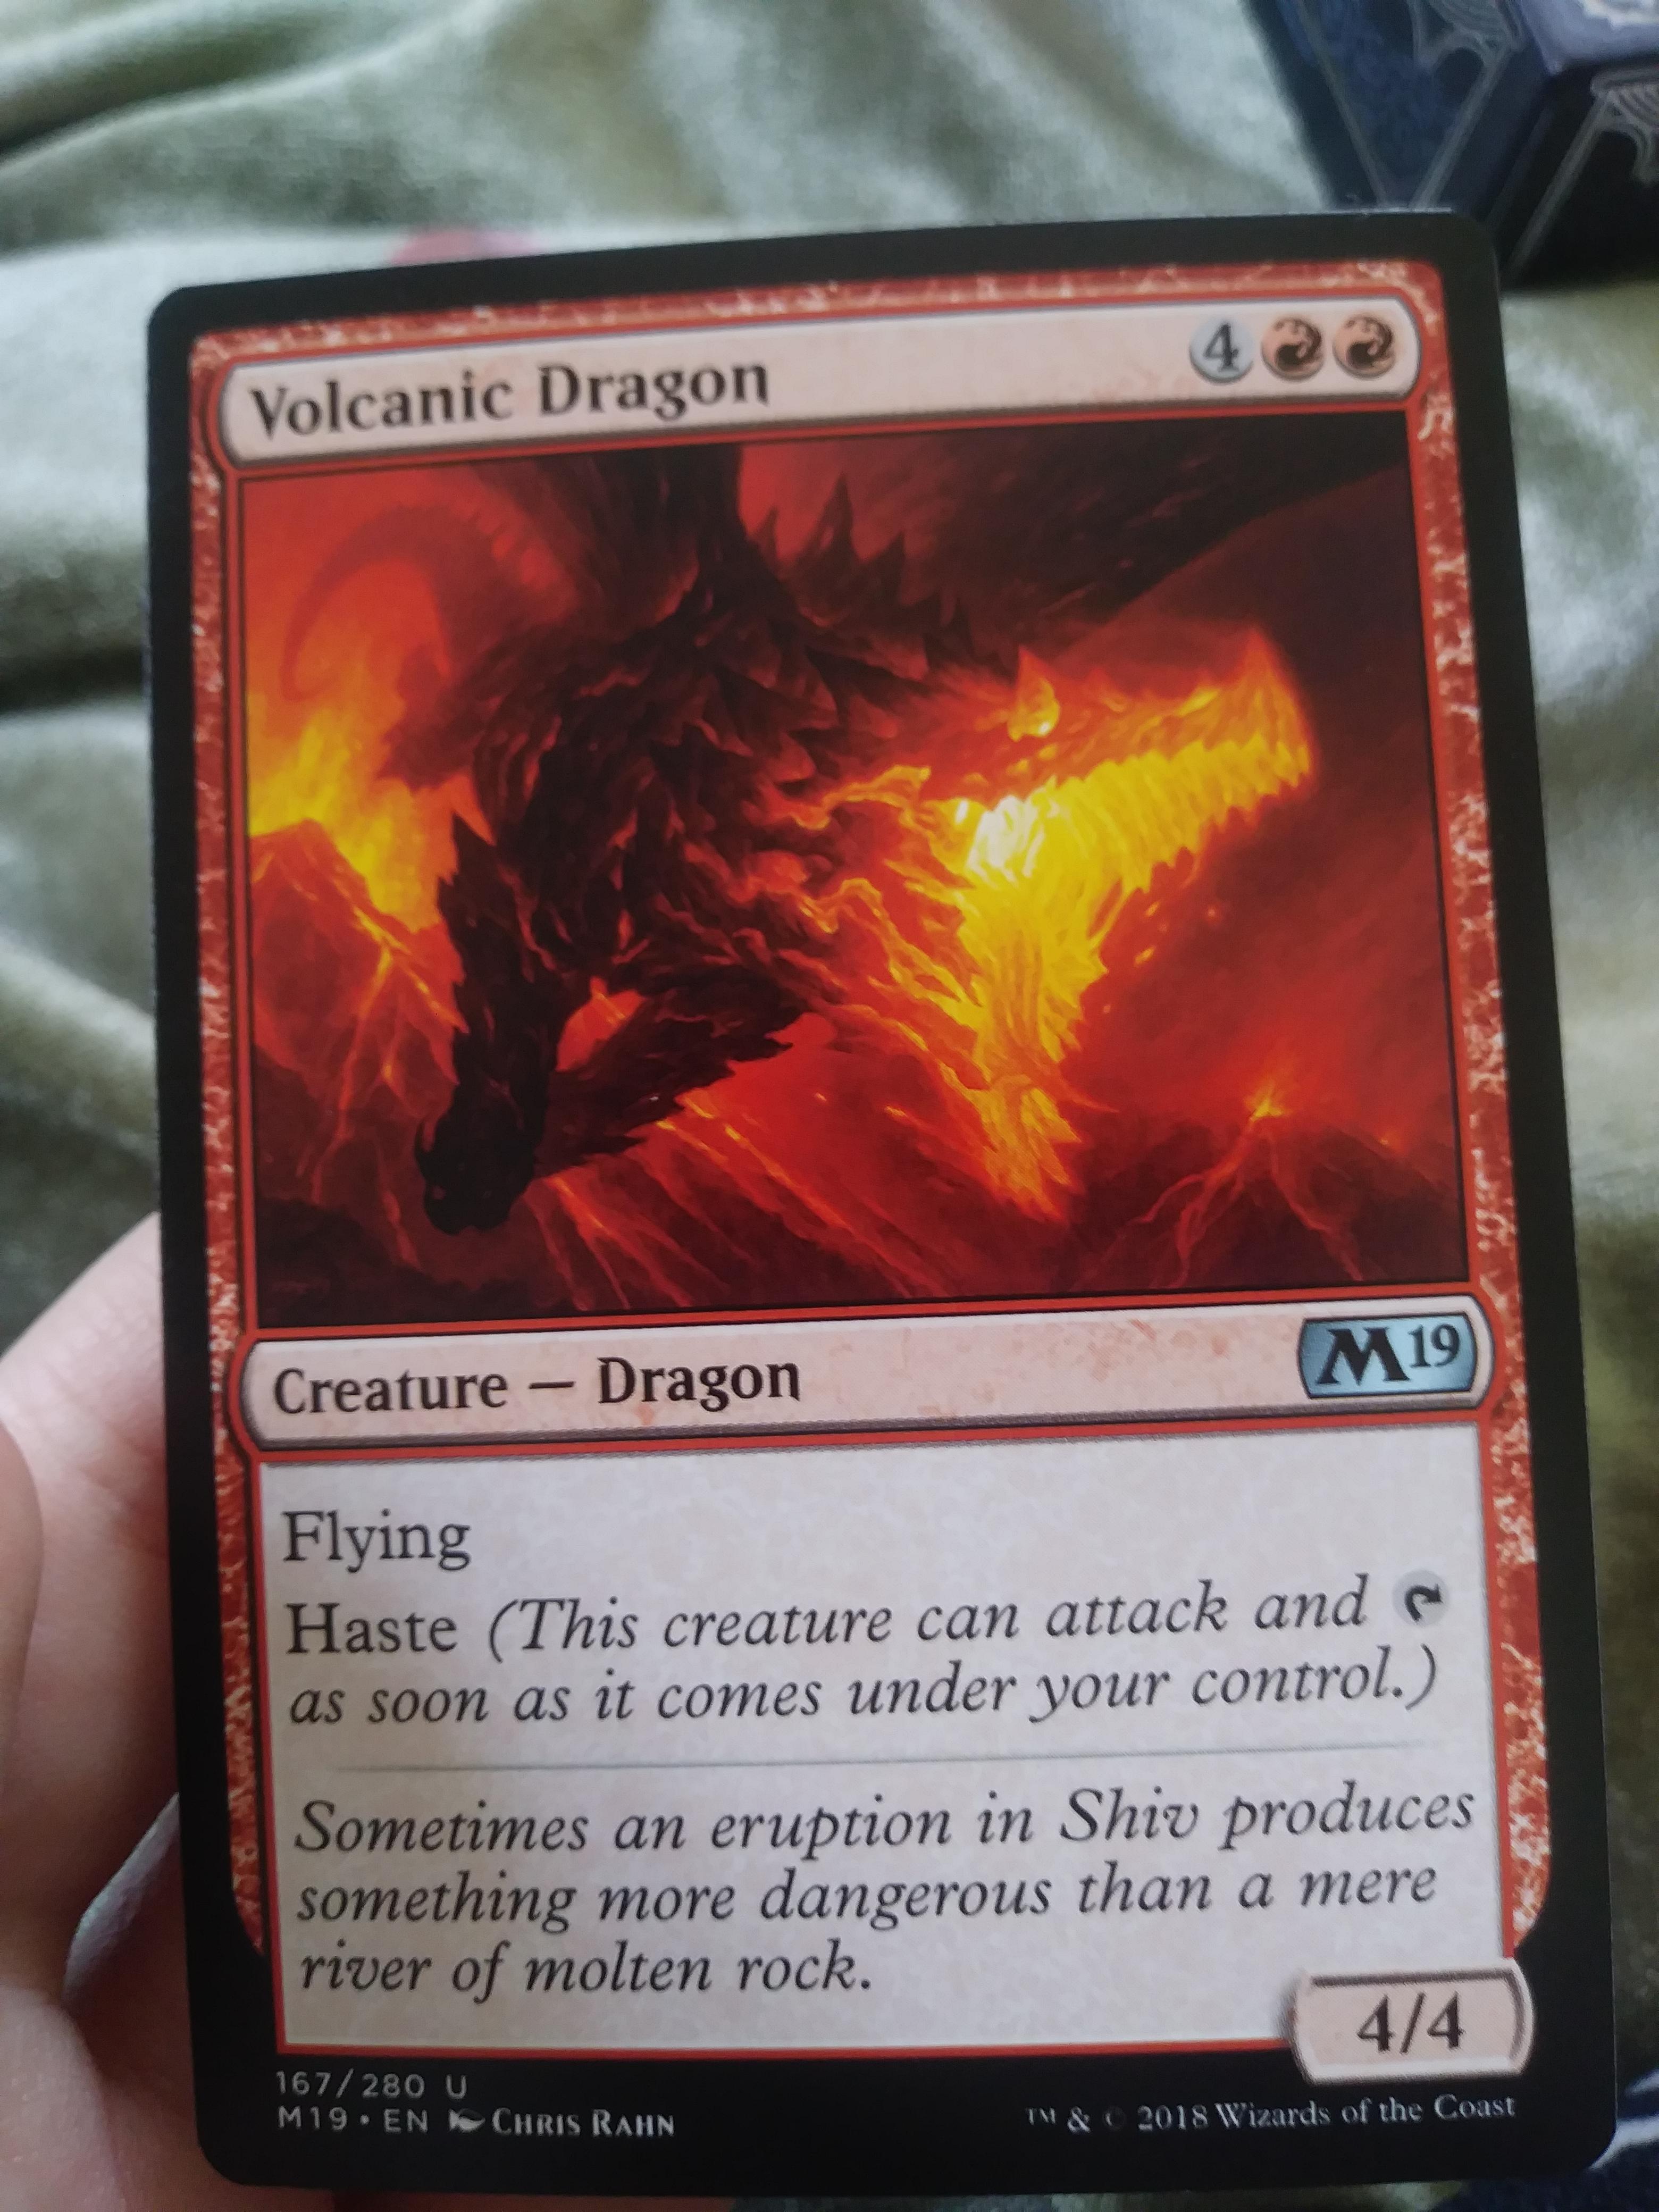 Volcanic Dragon 4
Creature — Dragon M19
Flying
Haste (This creature can attack and
as soon as it comes under your control.)
Sometimes an eruption in Shiv produces
something more dangerous than a mere
river of molten rock.
4/4
167/280 U
M19 • EN CHRIS RAHN
™ & © 2018 Wizards of the Coast